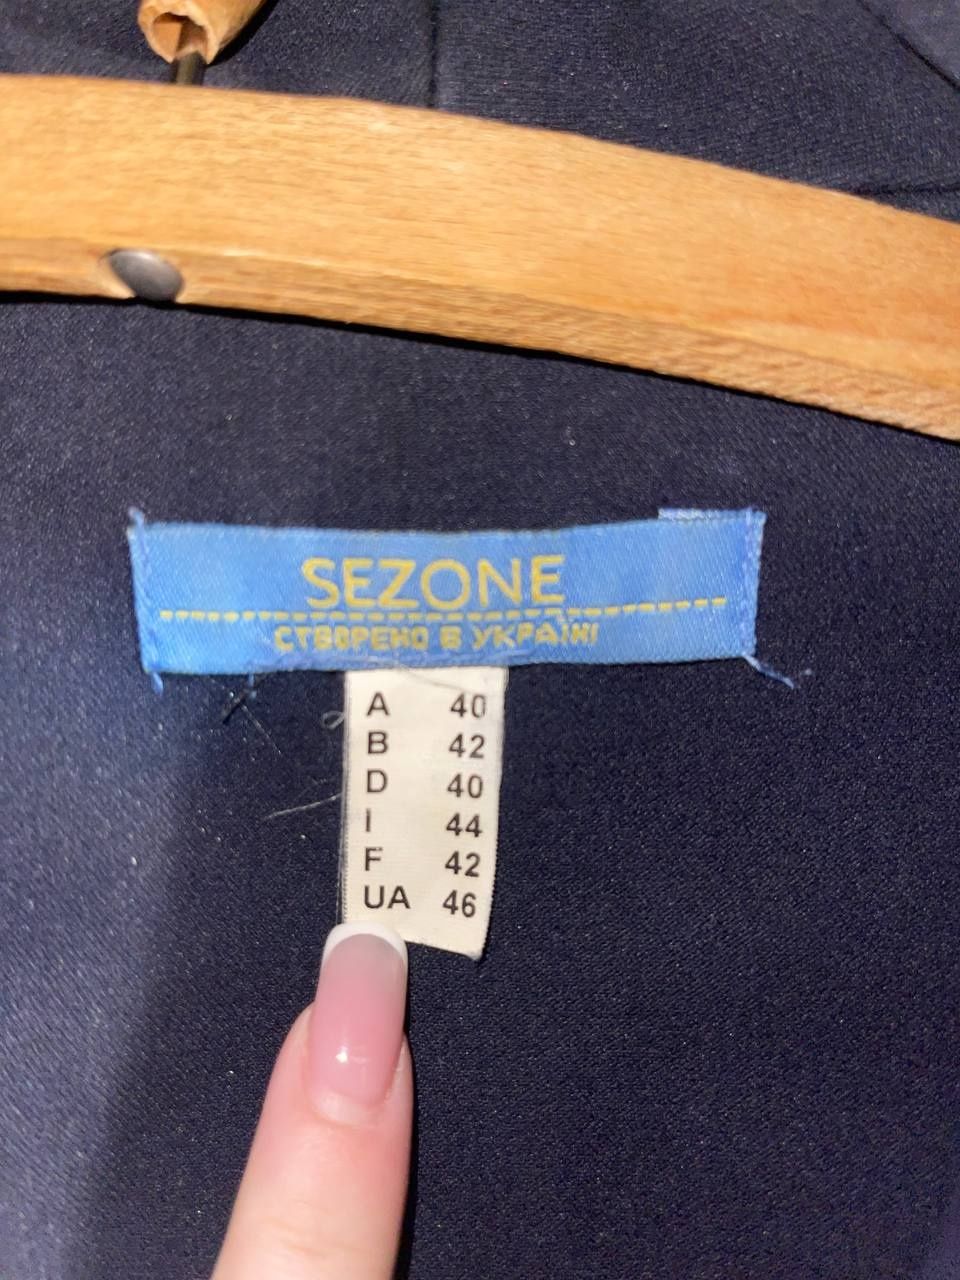 SEZONE
СТВОРЕНО В УКРАЇНІ
A 40
B 42
D 40
I 44
F 42
UA 46